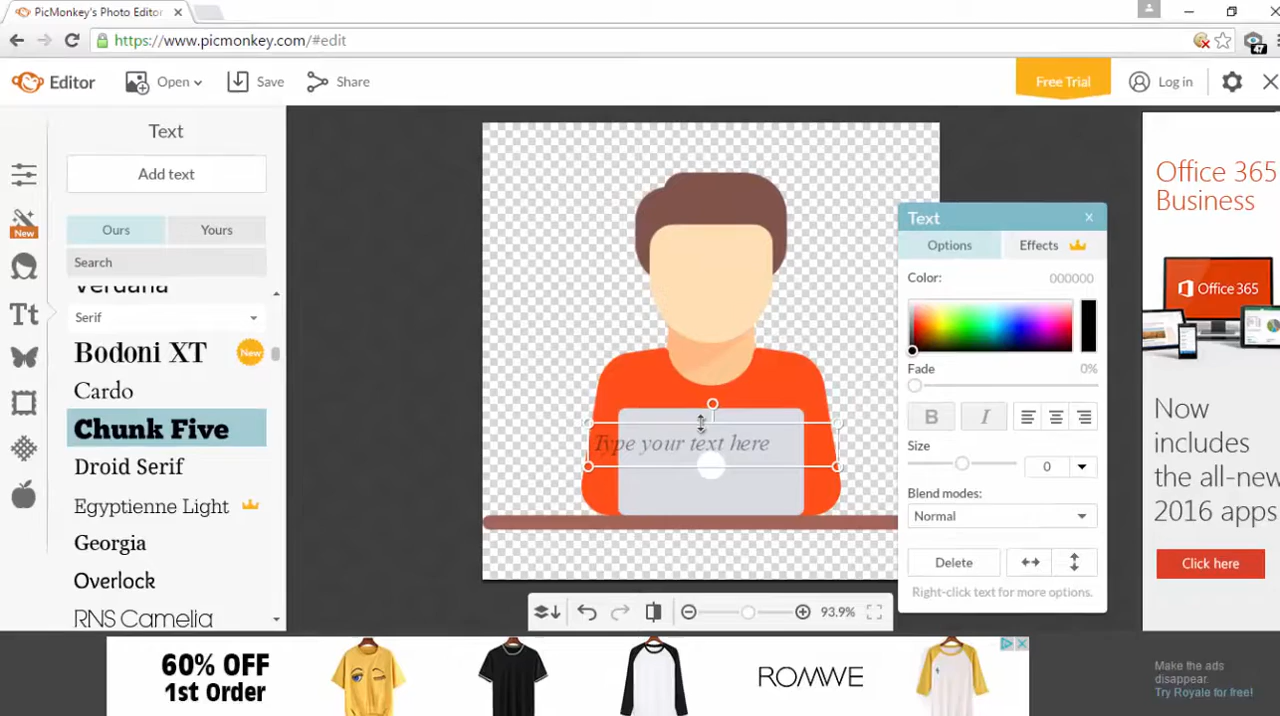 PicMonkey's Photo Editor
https://www.picmonkey.com/#edit
47
Editor
Open
Save
Share
Free Trial
Log in
Text
Add text
Ours
Yours
Search
Verdana
Serif
Bodoni XT
New
Cardo
Chunk Five
Droid Serif
Egyptienne Light
Georgia
Overlock
RNS Camelia
New
Tt
Type your text here
Text
Options
Effects
Color:
000000
Fade
0%
B
I
Size
0
Blend modes:
Normal
Delete
Right-click text for more options.
93.9%
Office 365
Business
Office 365
Now
includes
the all-new
2016 apps
Click here
60% OFF
1st Order
ROMWE
Make the ads
disappear.
Try Royale for free!